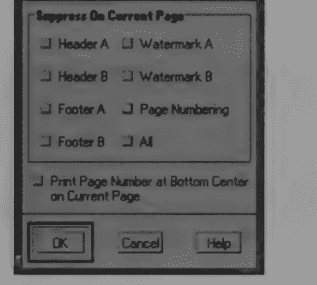 Suppress On Current Page
Header A Watermark A
Header B Watermark B
Footer A Page Numbering
Footer B All
Print Page Number at Bottom Center
on Current Page
OK Cancel Help